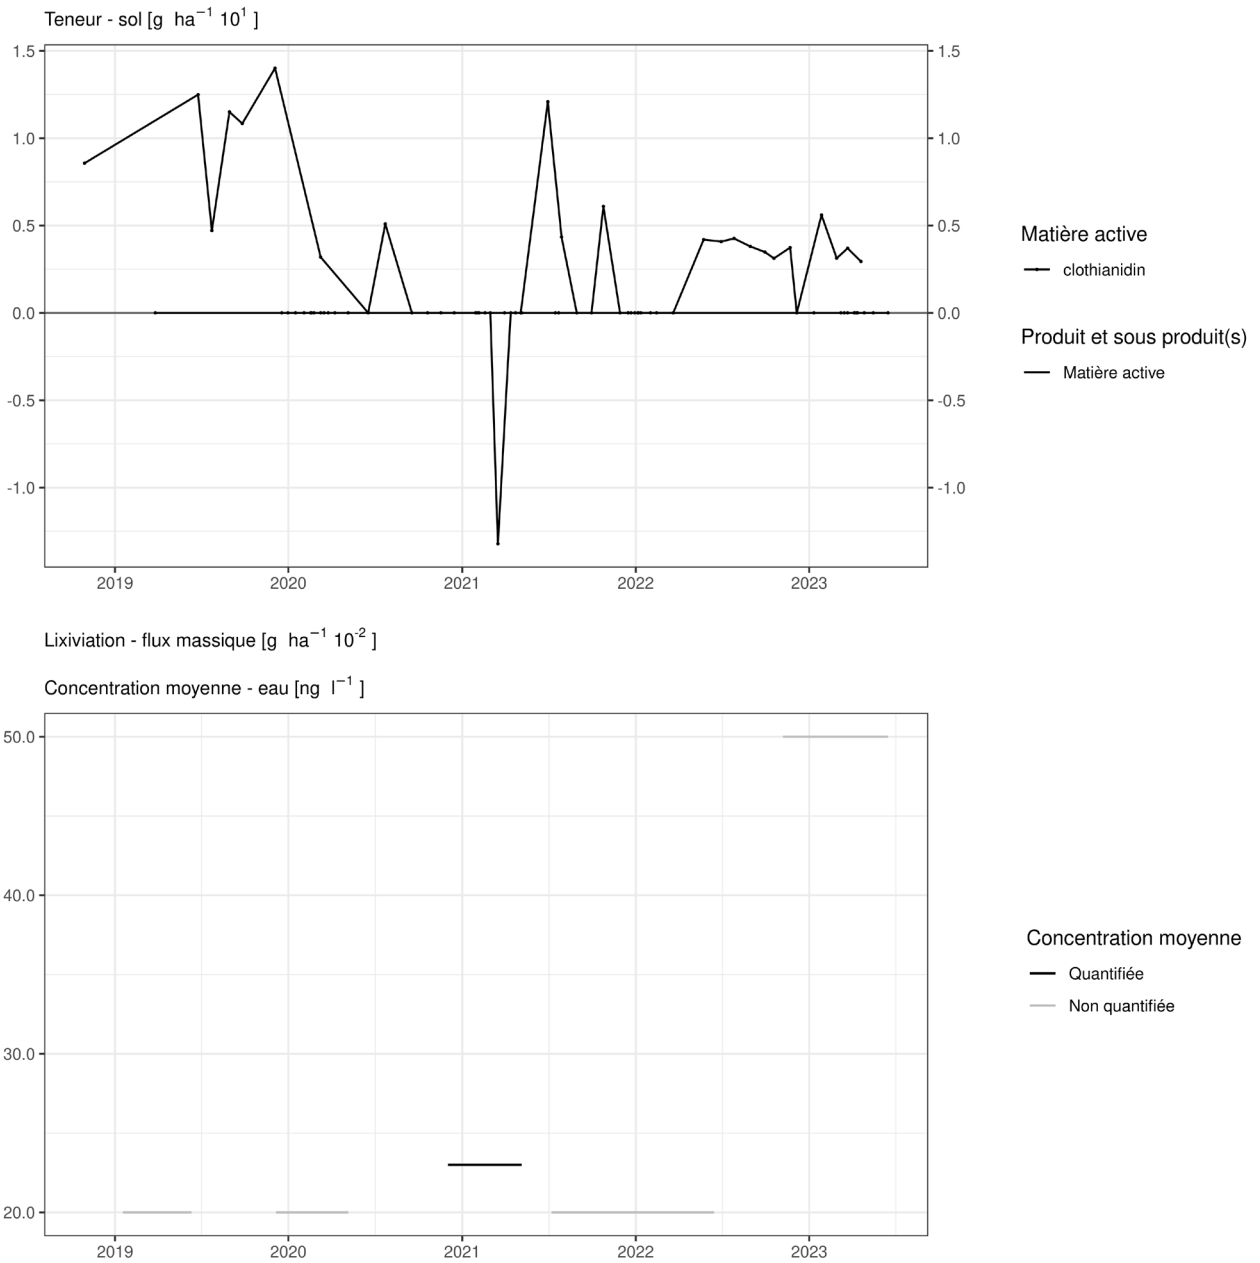 Teneur - sol [g ha−1 101 ]
1.5
1.0
0.5
0.0
-0.5
-1.0
1.5
1.0
0.5
0.0
-0.5
-1.0
2019 2020 2021 2022 2023
Matière active
clothianidin
Produit et sous produit(s)
Matière active
Lixiviation - flux massique [g ha−1 10-2 ]
Concentration moyenne - eau [ng l−1 ]
50.0
40.0
30.0
20.0
2019 2020 2021 2022 2023
Concentration moyenne
Quantifiée
Non quantifiée